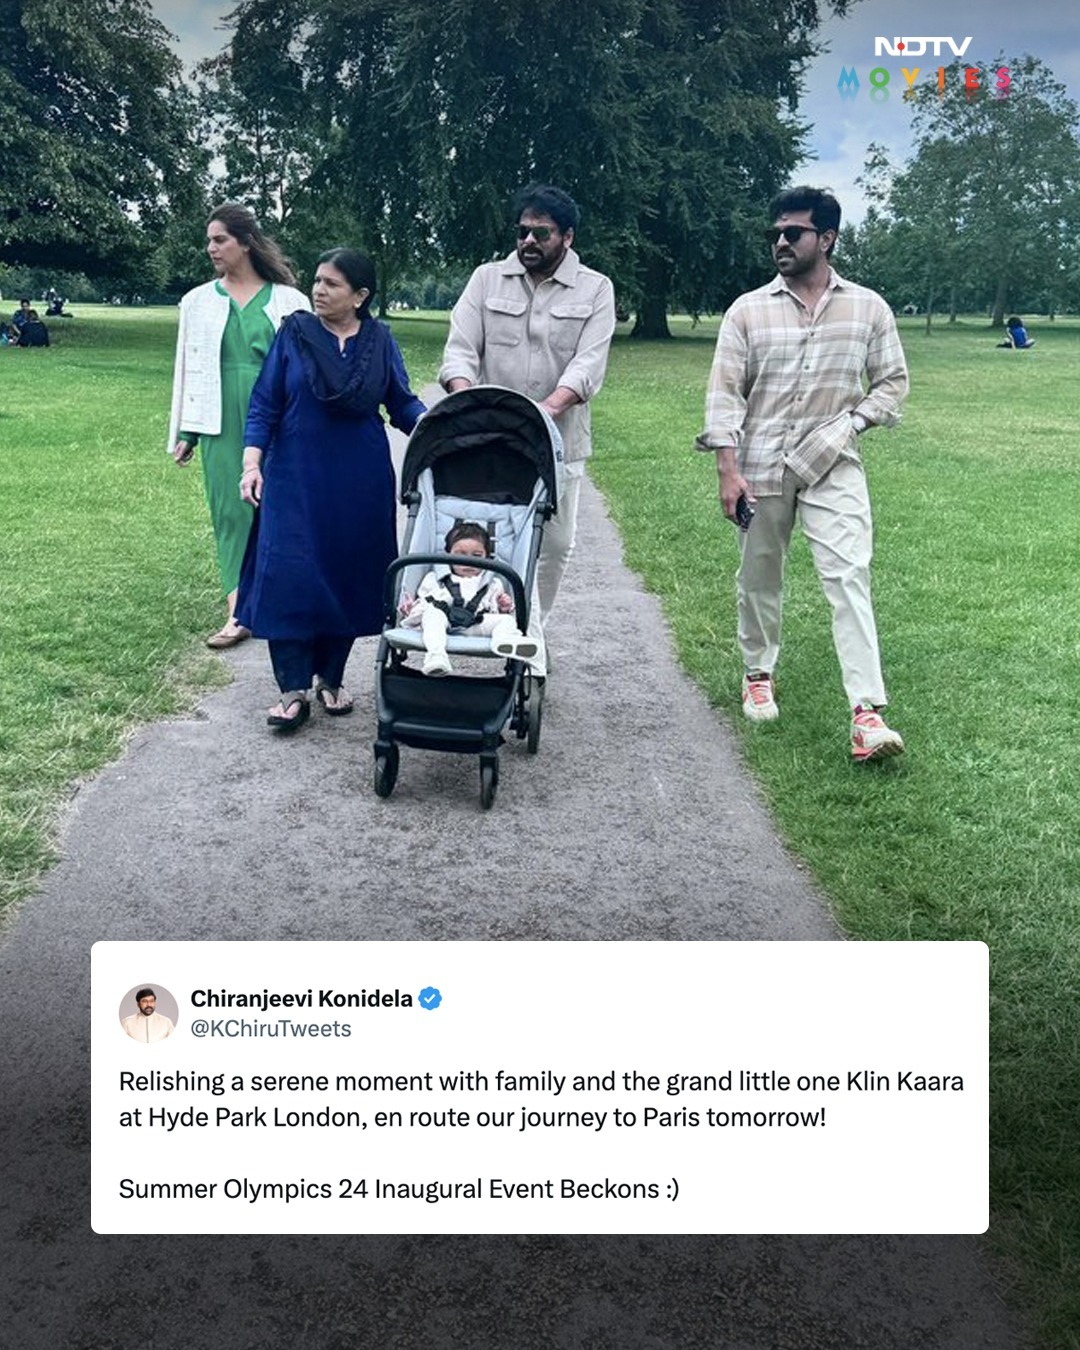 NDTV
MOVIES
Chiranjeevi Konidela
@KChiruTweets
Relishing a serene moment with family and the grand little one Klin Kaara
at Hyde Park London, en route our journey to Paris tomorrow!
Summer Olympics 24 Inaugural Event Beckons :)